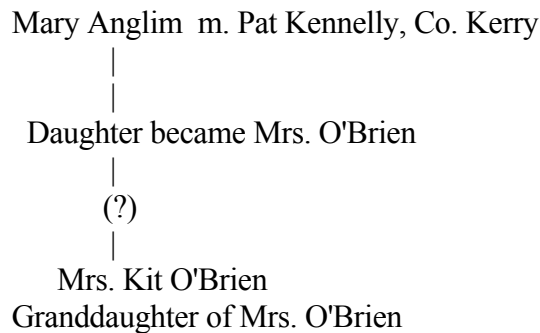 Mary Anglim m. Pat Kennelly, Co. Kerry
|
|
Daughter became Mrs. O'Brien
|
(?)
|
Mrs. Kit O'Brien
Granddaughter of Mrs. O'Brien